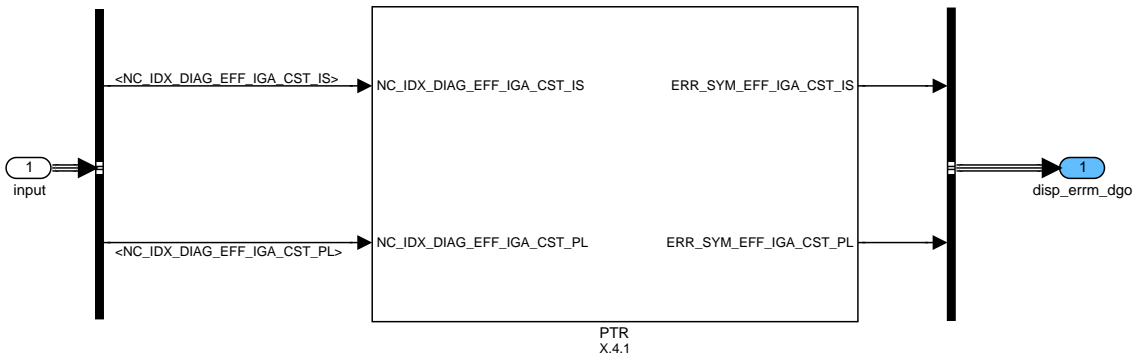 <NC_IDX_DIAG_EFF_IGA_CST_IS>
NC_IDX_DIAG_EFF_IGA_CST_IS
ERR_SYM_EFF_IGA_CST_IS
1
input
1
disp_errm_dgo
<NC_IDX_DIAG_EFF_IGA_CST_PL>
NC_IDX_DIAG_EFF_IGA_CST_PL
ERR_SYM_EFF_IGA_CST_PL
PTR
X.4.1